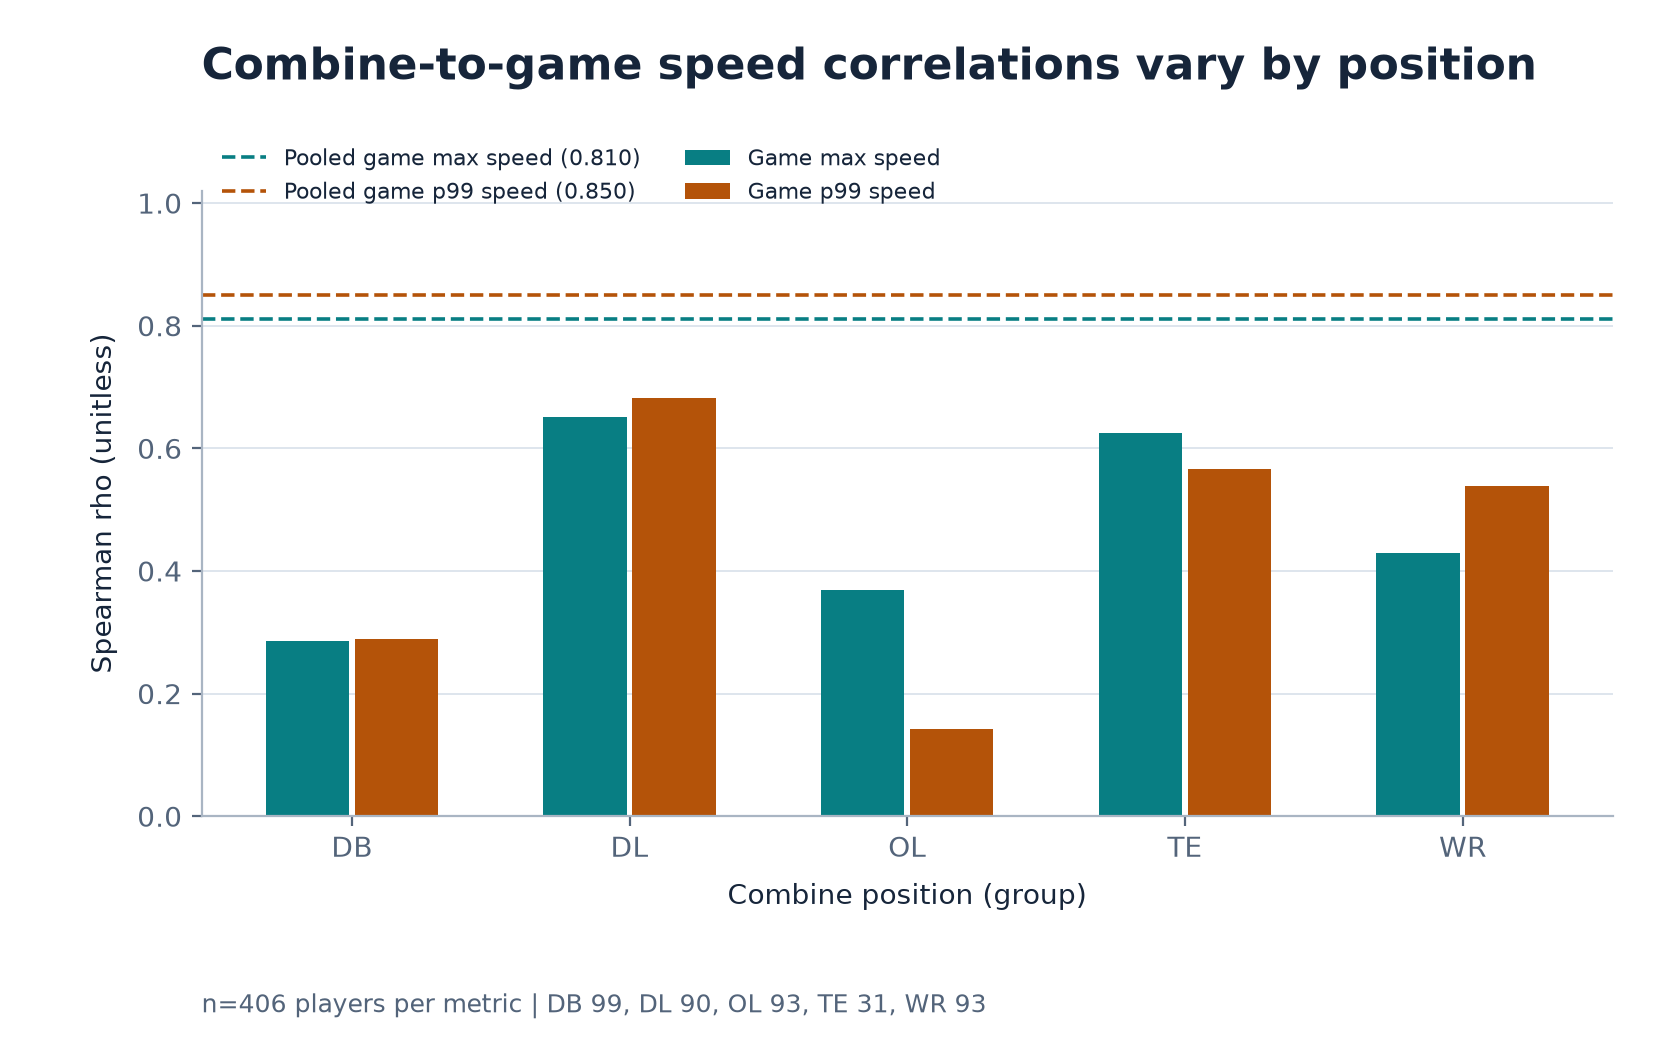 Combine-to-game speed correlations vary by position
Pooled game max speed (0.810)
Pooled game p99 speed (0.850)
Game max speed
Game p99 speed
1.0
0.8
0.6
0.4
0.2
0.0
Spearman rho (unitless)
DB
DL
OL
TE
WR
Combine position (group)
n=406 players per metric | DB 99, DL 90, OL 93, TE 31, WR 93